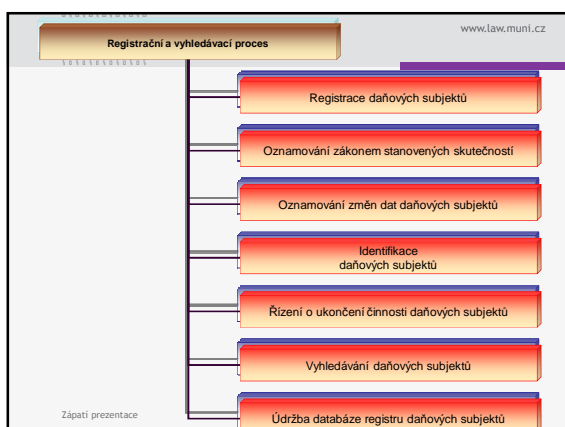 www.law.muni.cz
Registrační a vyhledávací proces
Registrace daňových subjektů
Oznamování zákonem stanovených skutečností
Oznamování změn dat daňových subjektů
Identifikace
daňových subjektů
Řízení o ukončení činnosti daňových subjektů
Vyhledávání daňových subjektů
Údržba databáze registru daňových subjektů
Zápatí prezentace